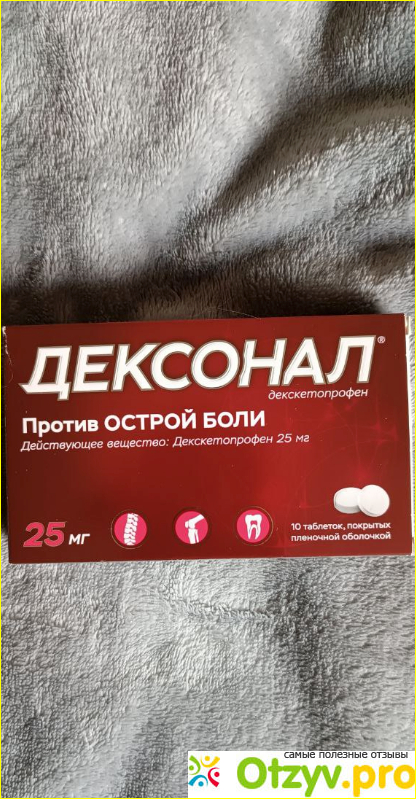 ДЕКСОНАЛ®
декскетопрофен
Против ОСТРОЙ БОЛИ
Действующее вещество: Декскетопрофен 25 мг
25 мг
10 таблеток, покрытых
пленочной оболочкой
самые полезные отзывы
Otzyv.pro